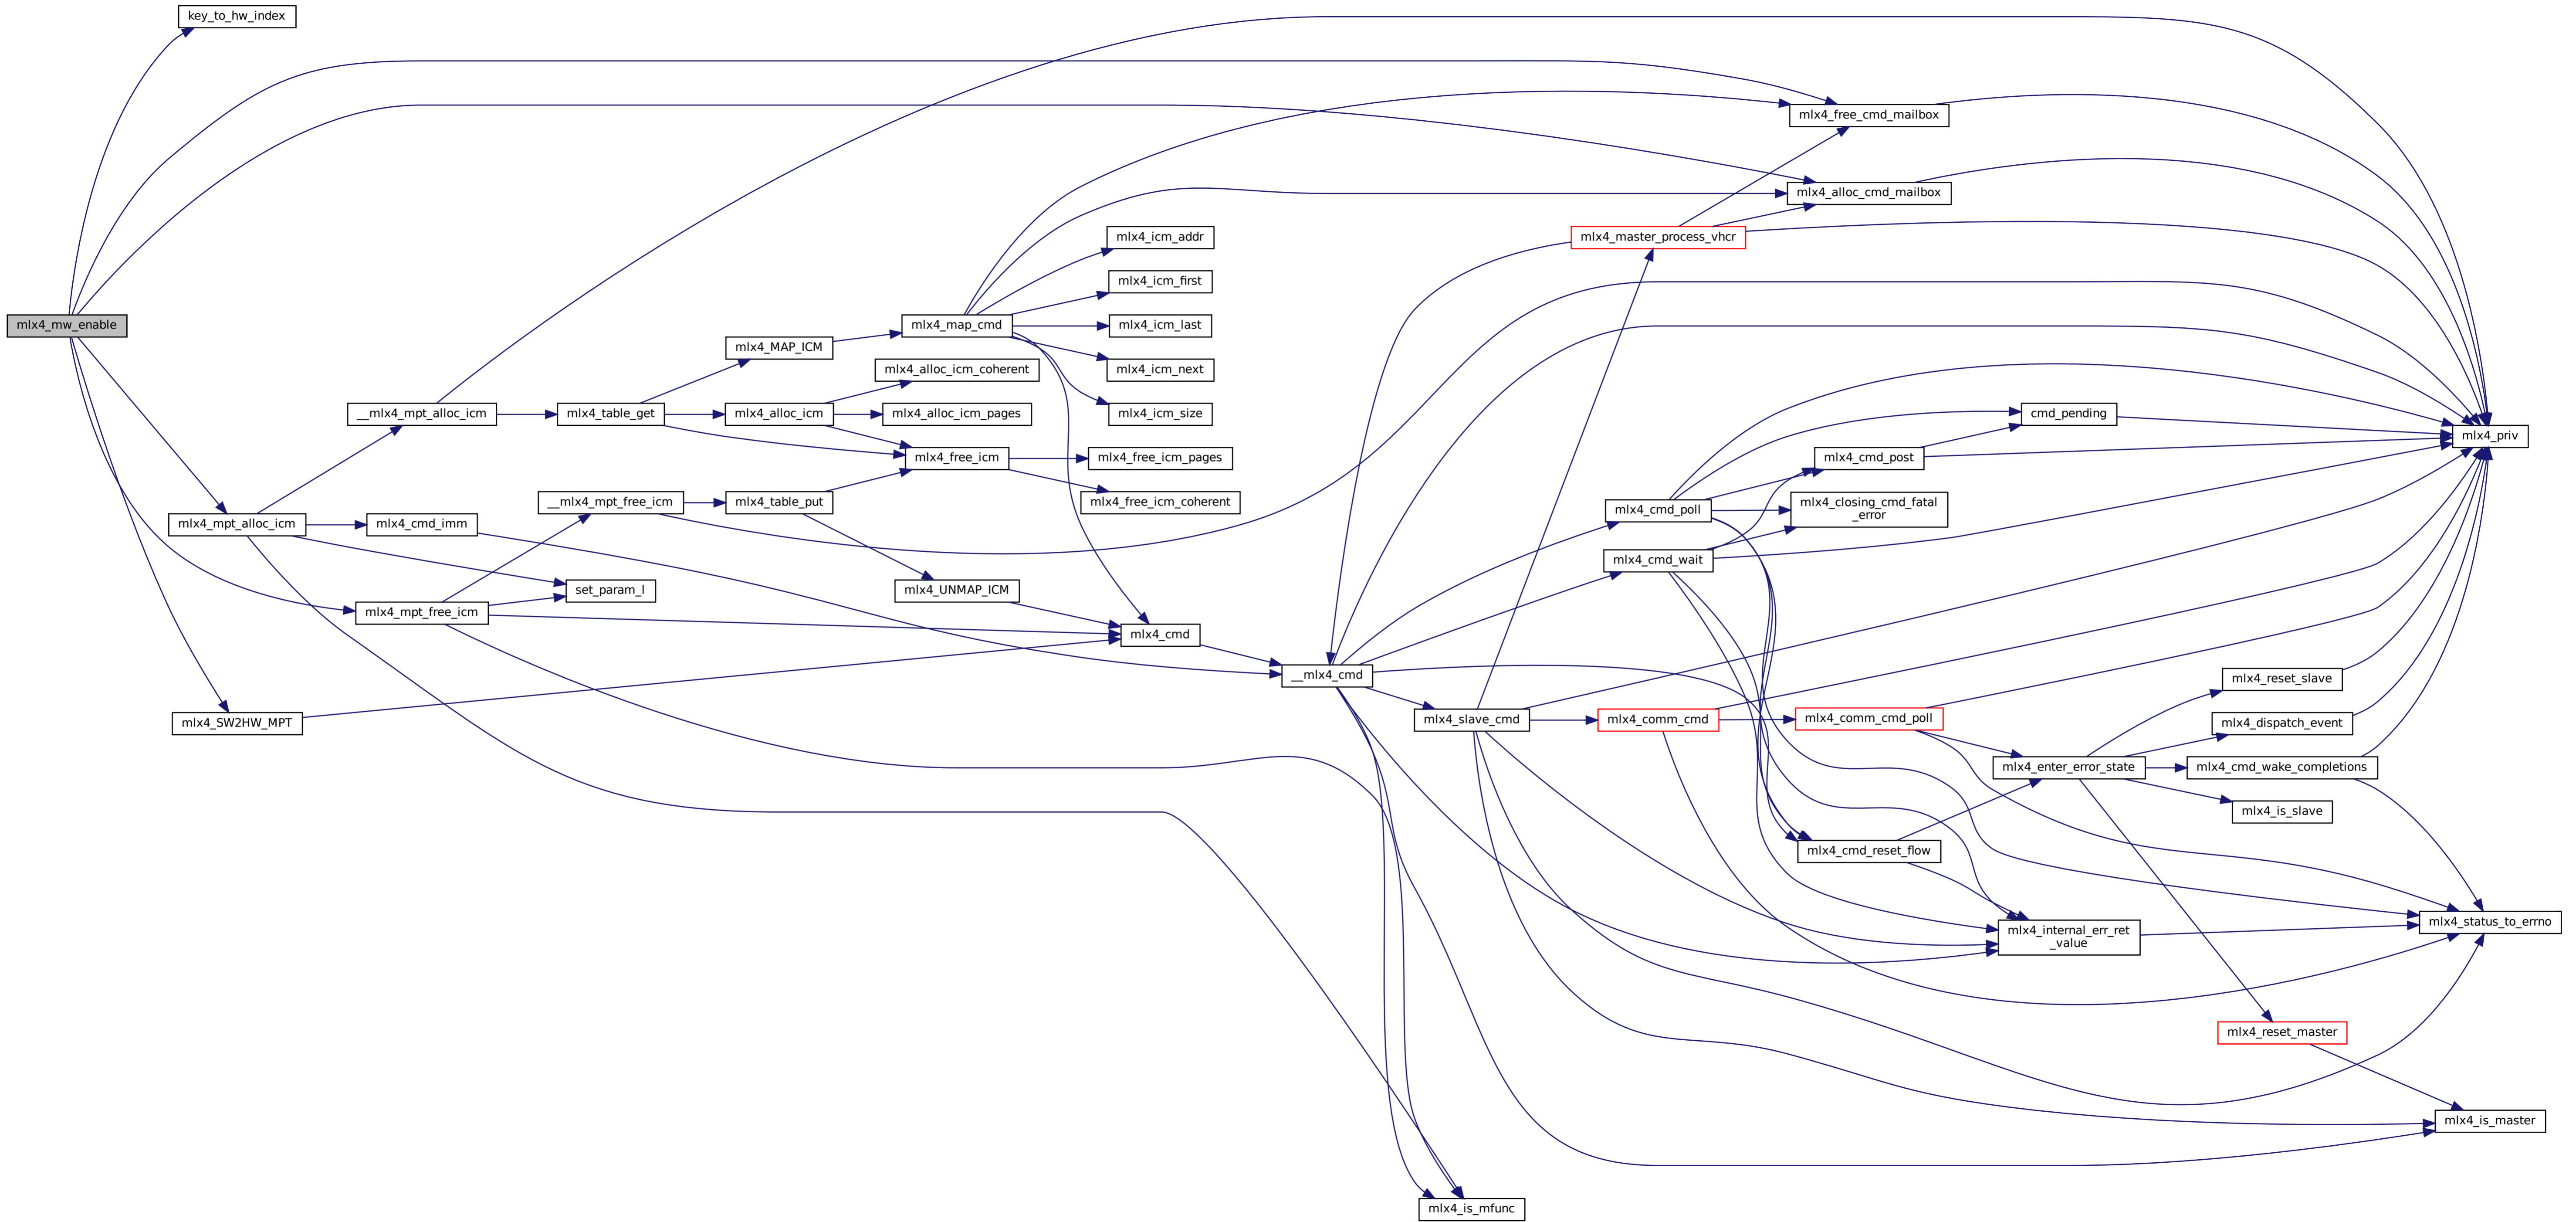 key_to_hw_index
mlx4_free_cmd_mailbox
mlx4_alloc_cmd_mailbox
mlx4_icm_addr
mlx4_master_process_vhcr
mlx4_icm_first
mlx4_mw_enable
mlx4_map_cmd
mlx4_icm_last
mlx4_MAP_ICM
mlx4_alloc_icm_coherent
mlx4_icm_next
__mlx4_mpt_alloc_icm
mlx4_table_get
mlx4_alloc_icm
mlx4_alloc_icm_pages
mlx4_icm_size
cmd_pending
mlx4_priv
mlx4_free_icm
mlx4_free_icm_pages
mlx4_cmd_post
__mlx4_mpt_free_icm
mlx4_table_put
mlx4_free_icm_coherent
mlx4_cmd_poll
mlx4_closing_cmd_fatal
_error
mlx4_mpt_alloc_icm
mlx4_cmd_imm
mlx4_cmd_wait
set_param_l
mlx4_UNMAP_ICM
mlx4_mpt_free_icm
mlx4_cmd
__mlx4_cmd
mlx4_reset_slave
mlx4_SW2HW_MPT
mlx4_slave_cmd
mlx4_comm_cmd
mlx4_comm_cmd_poll
mlx4_dispatch_event
mlx4_enter_error_state
mlx4_cmd_wake_completions
mlx4_is_slave
mlx4_cmd_reset_flow
mlx4_status_to_errno
mlx4_internal_err_ret
_value
mlx4_reset_master
mlx4_is_master
mlx4_is_mfunc